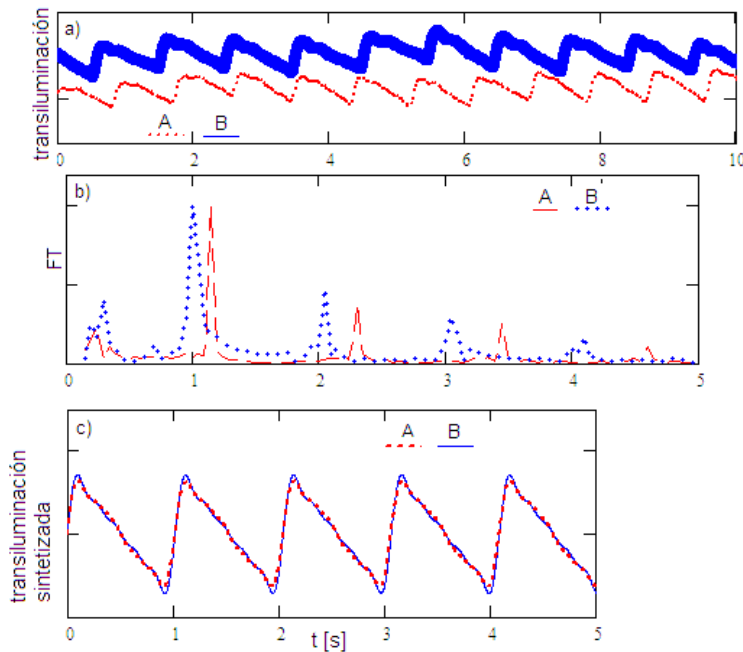 a)
transiluminación
A B
0 2 4 6 8 10
b)
A B
FT
0 1 2 3 4 5
c)
A B
transiluminación
sintetizada
0 1 2 3 4 5
t [s]